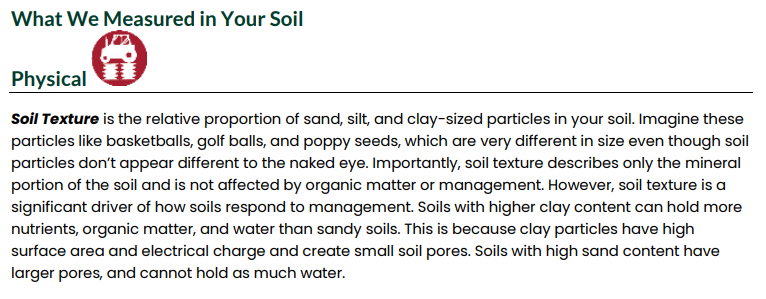 What We Measured in Your Soil
Physical
Soil Texture is the relative proportion of sand, silt, and clay-sized particles in your soil. Imagine these
particles like basketballs, golf balls, and poppy seeds, which are very different in size even though soil
particles don’t appear different to the naked eye. Importantly, soil texture describes only the mineral
portion of the soil and is not affected by organic matter or management. However, soil texture is a
significant driver of how soils respond to management. Soils with higher clay content can hold more
nutrients, organic matter, and water than sandy soils. This is because clay particles have high
surface area and electrical charge and create small soil pores. Soils with high sand content have
larger pores, and cannot hold as much water.